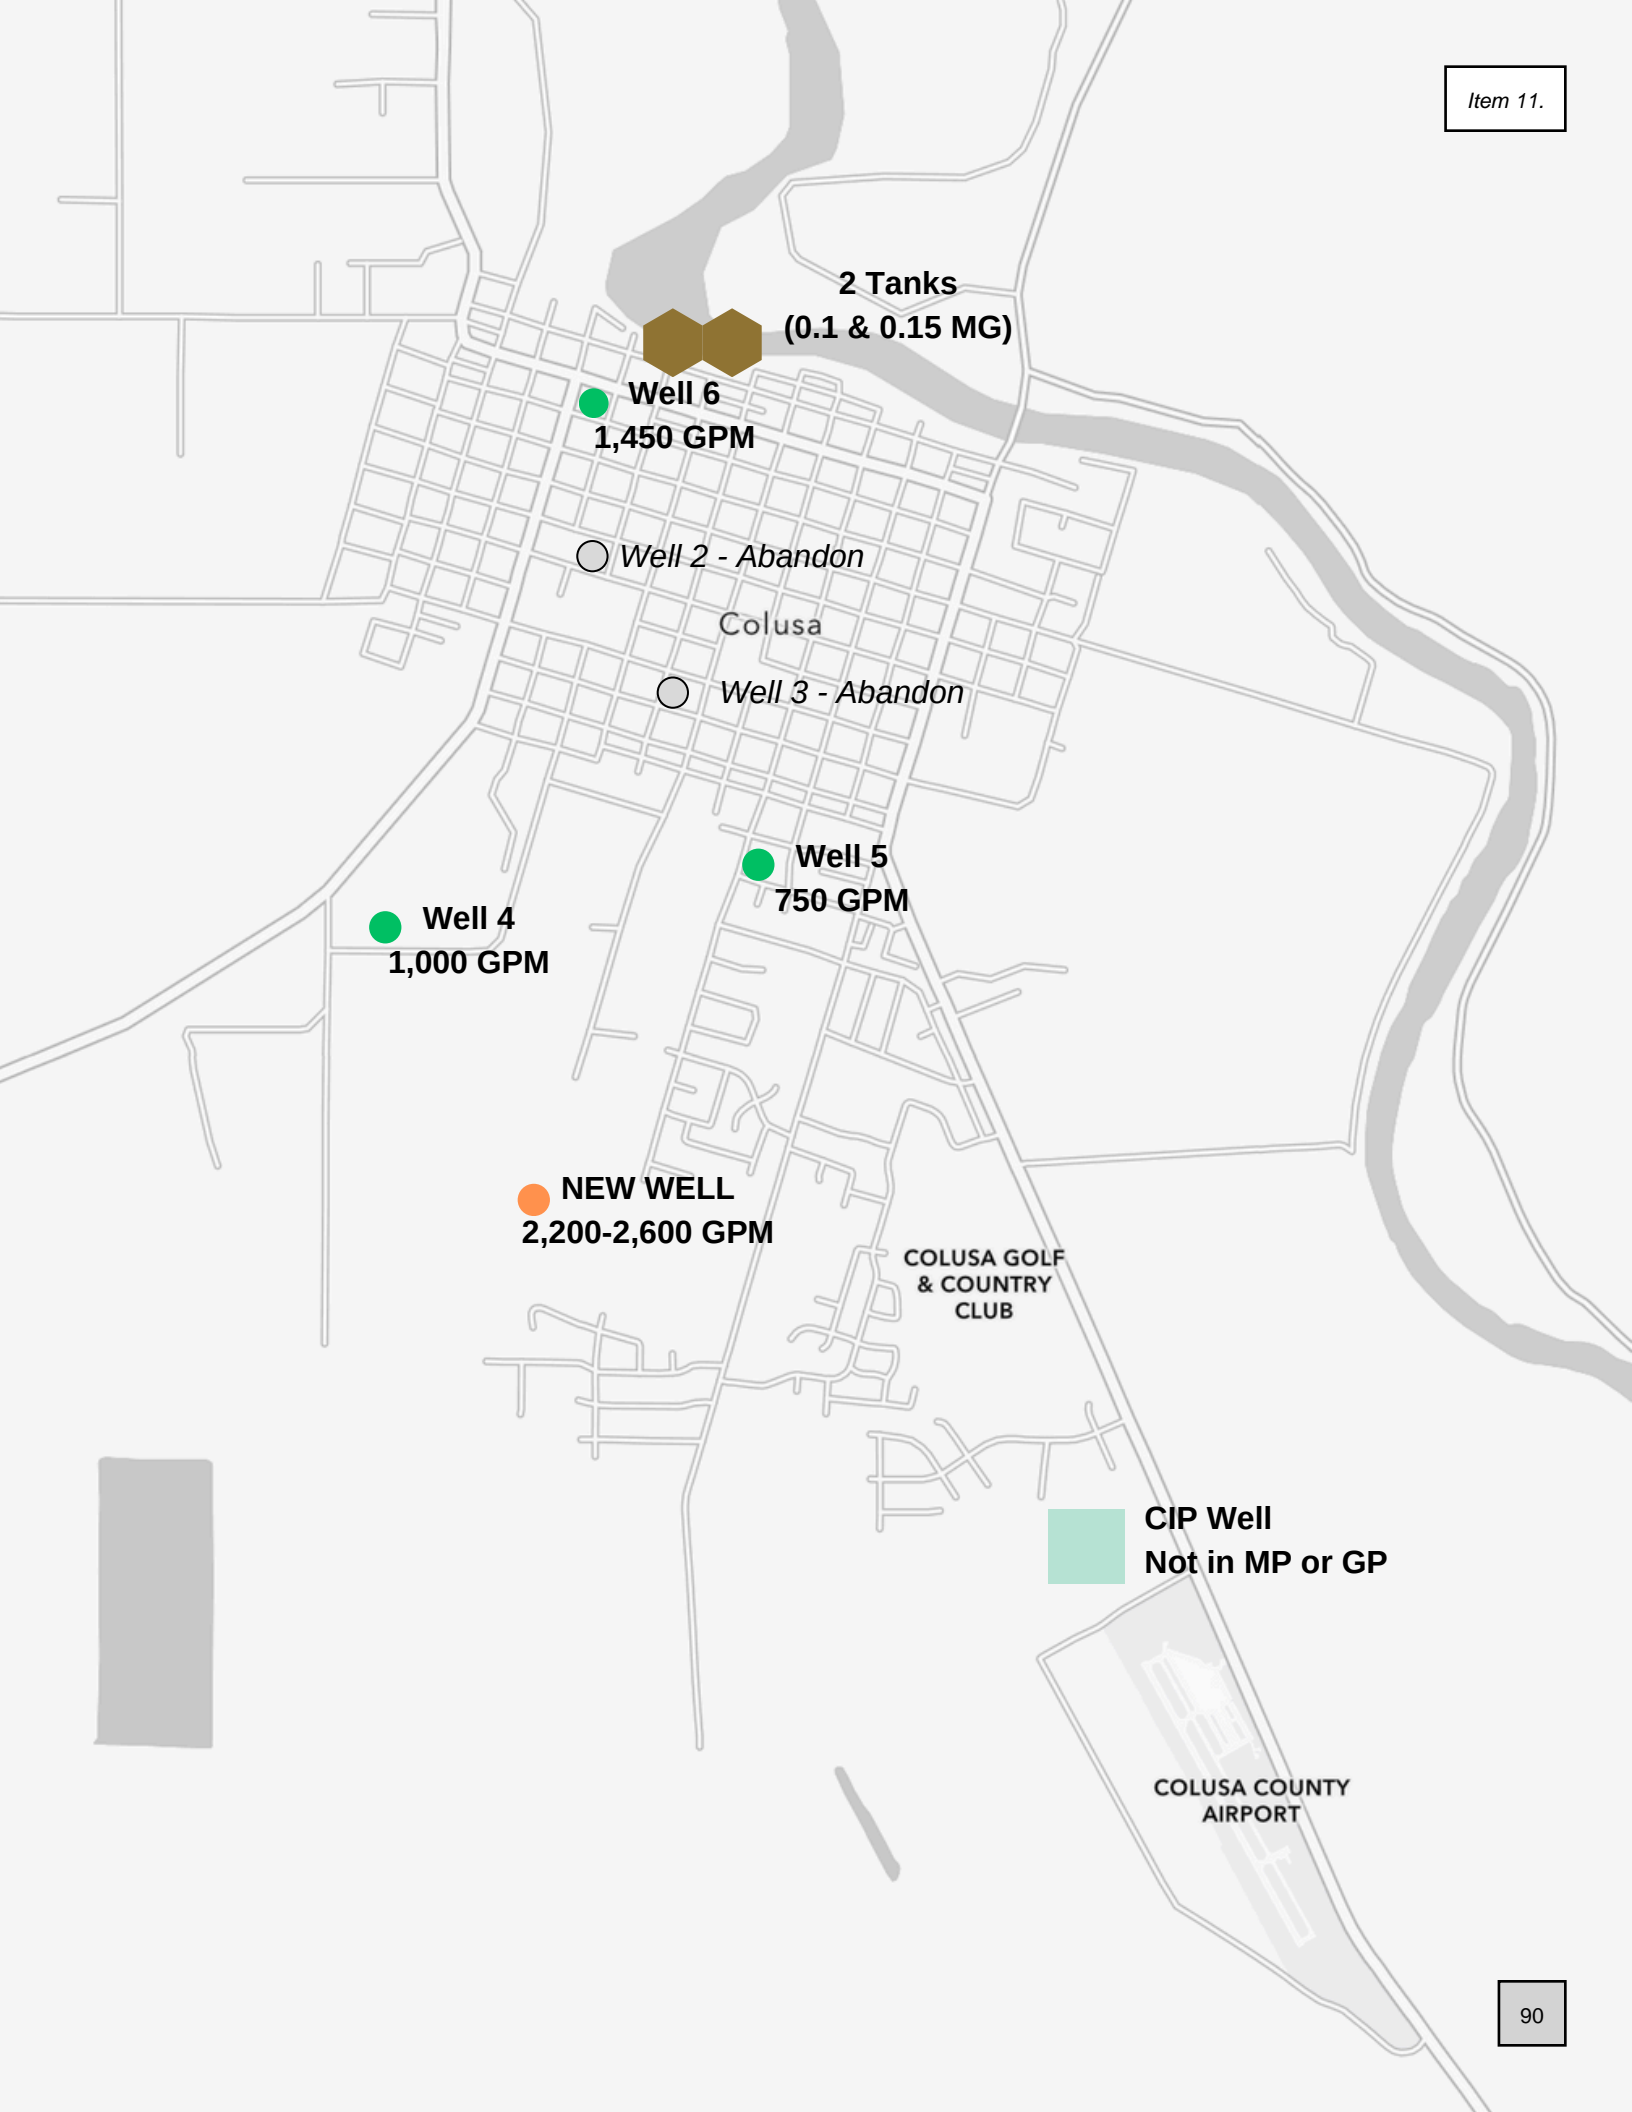 Item 11.
2 Tanks
(0.1 & 0.15 MG)
Well 6
1,450 GPM
Well 2 - Abandon
Colusa
Well 3 - Abandon
Well 5
750 GPM
Well 4
1,000 GPM
NEW WELL
2,200-2,600 GPM
COLUSA GOLF
& COUNTRY
CLUB
CIP Well
Not in MP or GP
COLUSA COUNTY
AIRPORT
90